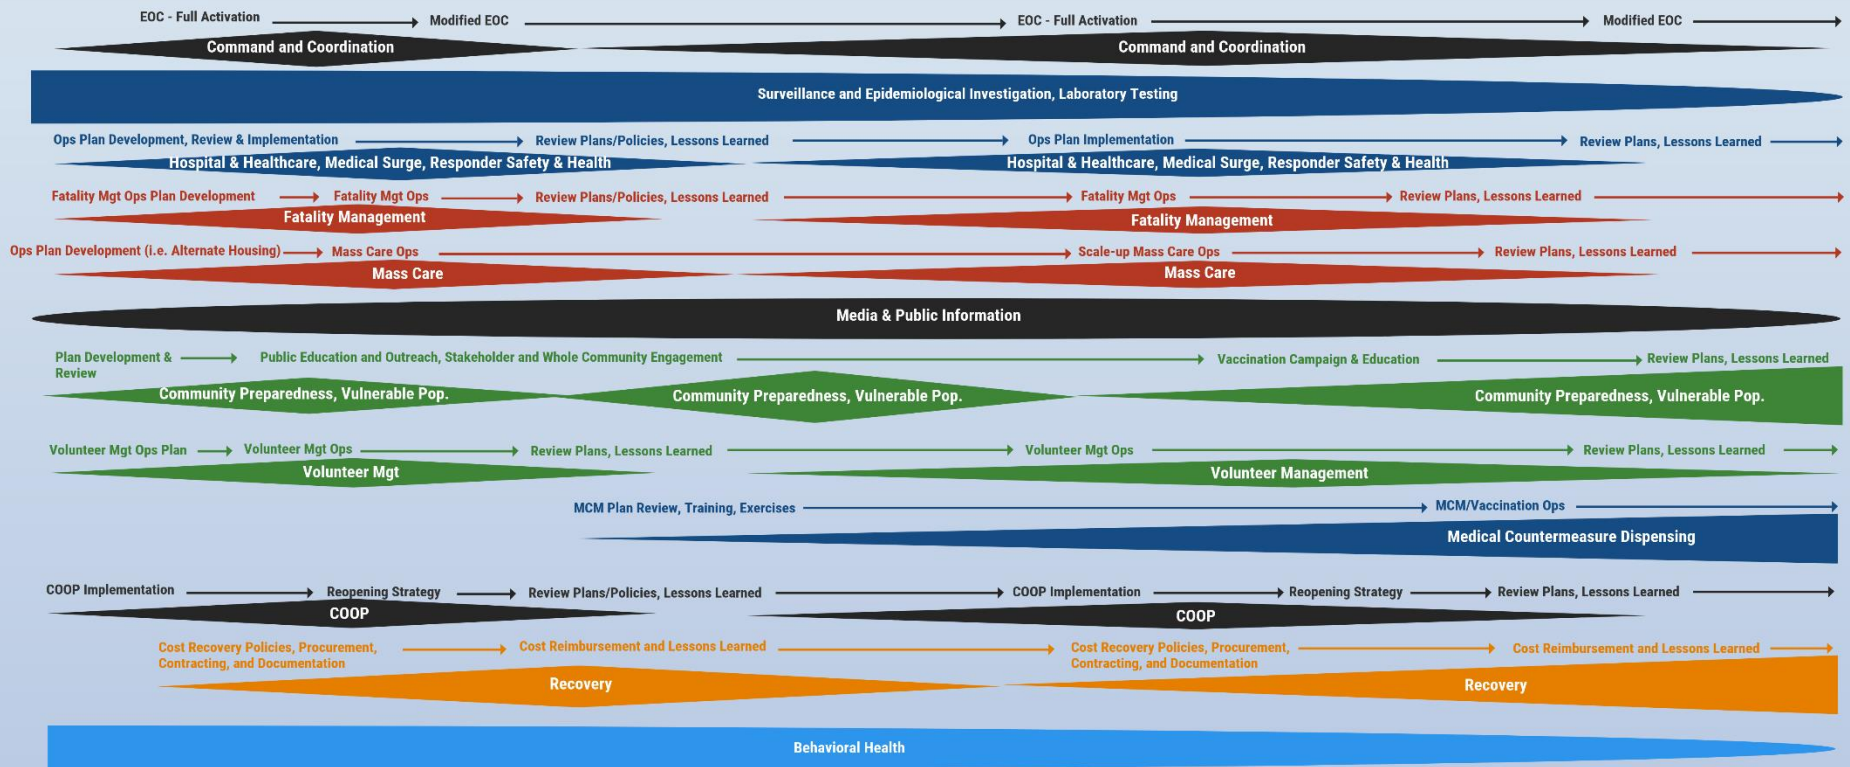 EOC - Full Activation
Modified EOC
EOC - Full Activation
Modified EOC
Command and Coordination
Command and Coordination
Surveillance and Epidemiological Investigation, Laboratory Testing
Ops Plan Development, Review & Implementation
Review Plans/Policies, Lessons Learned
Ops Plan Implementation
Review Plans, Lessons Learned
Hospital & Healthcare, Medical Surge, Responder Safety & Health
Hospital & Healthcare, Medical Surge, Responder Safety & Health
Fatality Mgt Ops Plan Development
Fatality Mgt Ops
Review Plans/Policies, Lessons Learned
Fatality Mgt Ops
Review Plans, Lessons Learned
Fatality Management
Fatality Management
Ops Plan Development (i.e. Alternate Housing)
Mass Care Ops
Scale-up Mass Care Ops
Review Plans, Lessons Learned
Mass Care
Mass Care
Media & Public Information
Plan Development &
Review
Public Education and Outreach, Stakeholder and Whole Community Engagement
Vaccination Campaign & Education
Review Plans, Lessons Learned
Community Preparedness, Vulnerable Pop.
Community Preparedness, Vulnerable Pop.
Community Preparedness, Vulnerable Pop.
Volunteer Mgt Ops Plan
Volunteer Mgt Ops
Review Plans, Lessons Learned
Volunteer Mgt Ops
Review Plans, Lessons Learned
Volunteer Mgt
Volunteer Management
MCM Plan Review, Training, Exercises
MCM/Vaccination Ops
Medical Countermeasure Dispensing
COOP Implementation
Reopening Strategy
Review Plans/Policies, Lessons Learned
COOP Implementation
Reopening Strategy
Review Plans, Lessons Learned
COOP
COOP
Cost Recovery Policies, Procurement,
Contracting, and Documentation
Cost Reimbursement and Lessons Learned
Cost Recovery Policies, Procurement,
Contracting, and Documentation
Cost Reimbursement and Lessons Learned
Recovery
Recovery
Behavioral Health